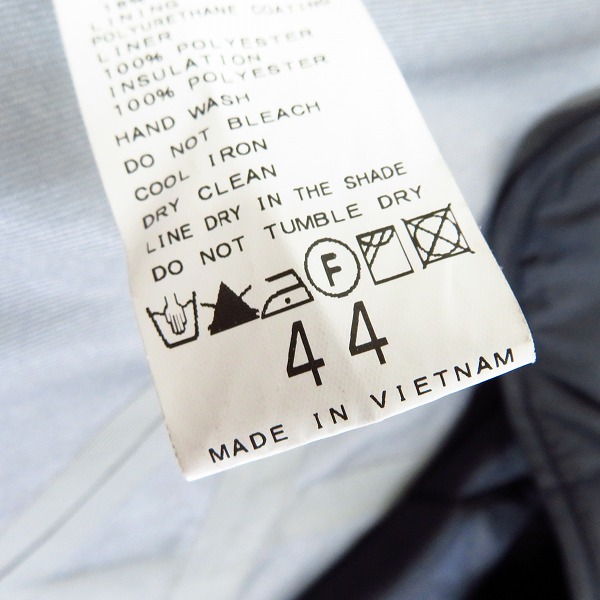 LINING
POLYURETHANE COATING
LINER
100% POLYESTER
INSULATION
100% POLYESTER
HAND WASH
DO NOT BLEACH
COOL IRON
DRY CLEAN
LINE DRY IN THE SHADE
DO NOT TUMBLE DRY
F
44
MADE IN VIETNAM